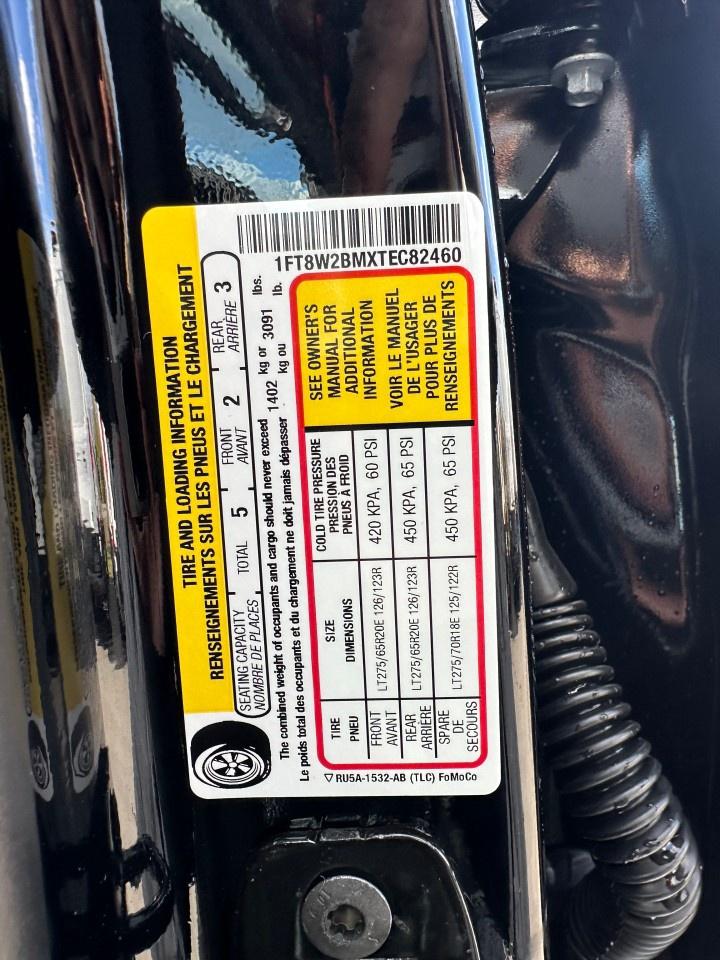 TIRE AND LOADING INFORMATION
RENSEIGNEMENTS SUR LES PNEUS ET LE CHARGEMENT
SEATING CAPACITY TOTAL 5 FRONT 2 REAR 3
NOMBRE DE PLACES AVANT ARRIÈRE
The combined weight of occupants and cargo should never exceed 1402 kg or 3091 lbs.
Le poids total des occupants et du chargement ne doit jamais dépasser kg ou lb.
1FT8W2BMXTEC82460
TIRE SIZE COLD TIRE PRESSURE
PNEU DIMENSIONS PRESSION DES
PNEUS À FROID
FRONT LT275/65R20E 126/123R 420 KPA, 60 PSI
AVANT
REAR LT275/65R20E 126/123R 450 KPA, 65 PSI
ARRIÈRE
SPARE LT275/70R18E 125/122R 450 KPA, 65 PSI
DE
SECOURS
SEE OWNER'S
MANUAL FOR
ADDITIONAL
INFORMATION
VOIR LE MANUEL
DE L'USAGER
POUR PLUS DE
RENSEIGNEMENTS
RU5A-1532-AB (TLC) FoMoCo